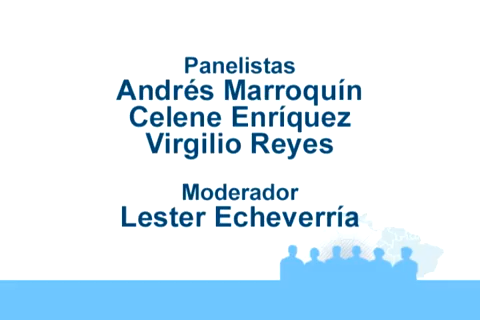 Panelistas
Andrés Marroquín
Celene Enríquez
Virgilio Reyes
Moderador
Lester Echeverría